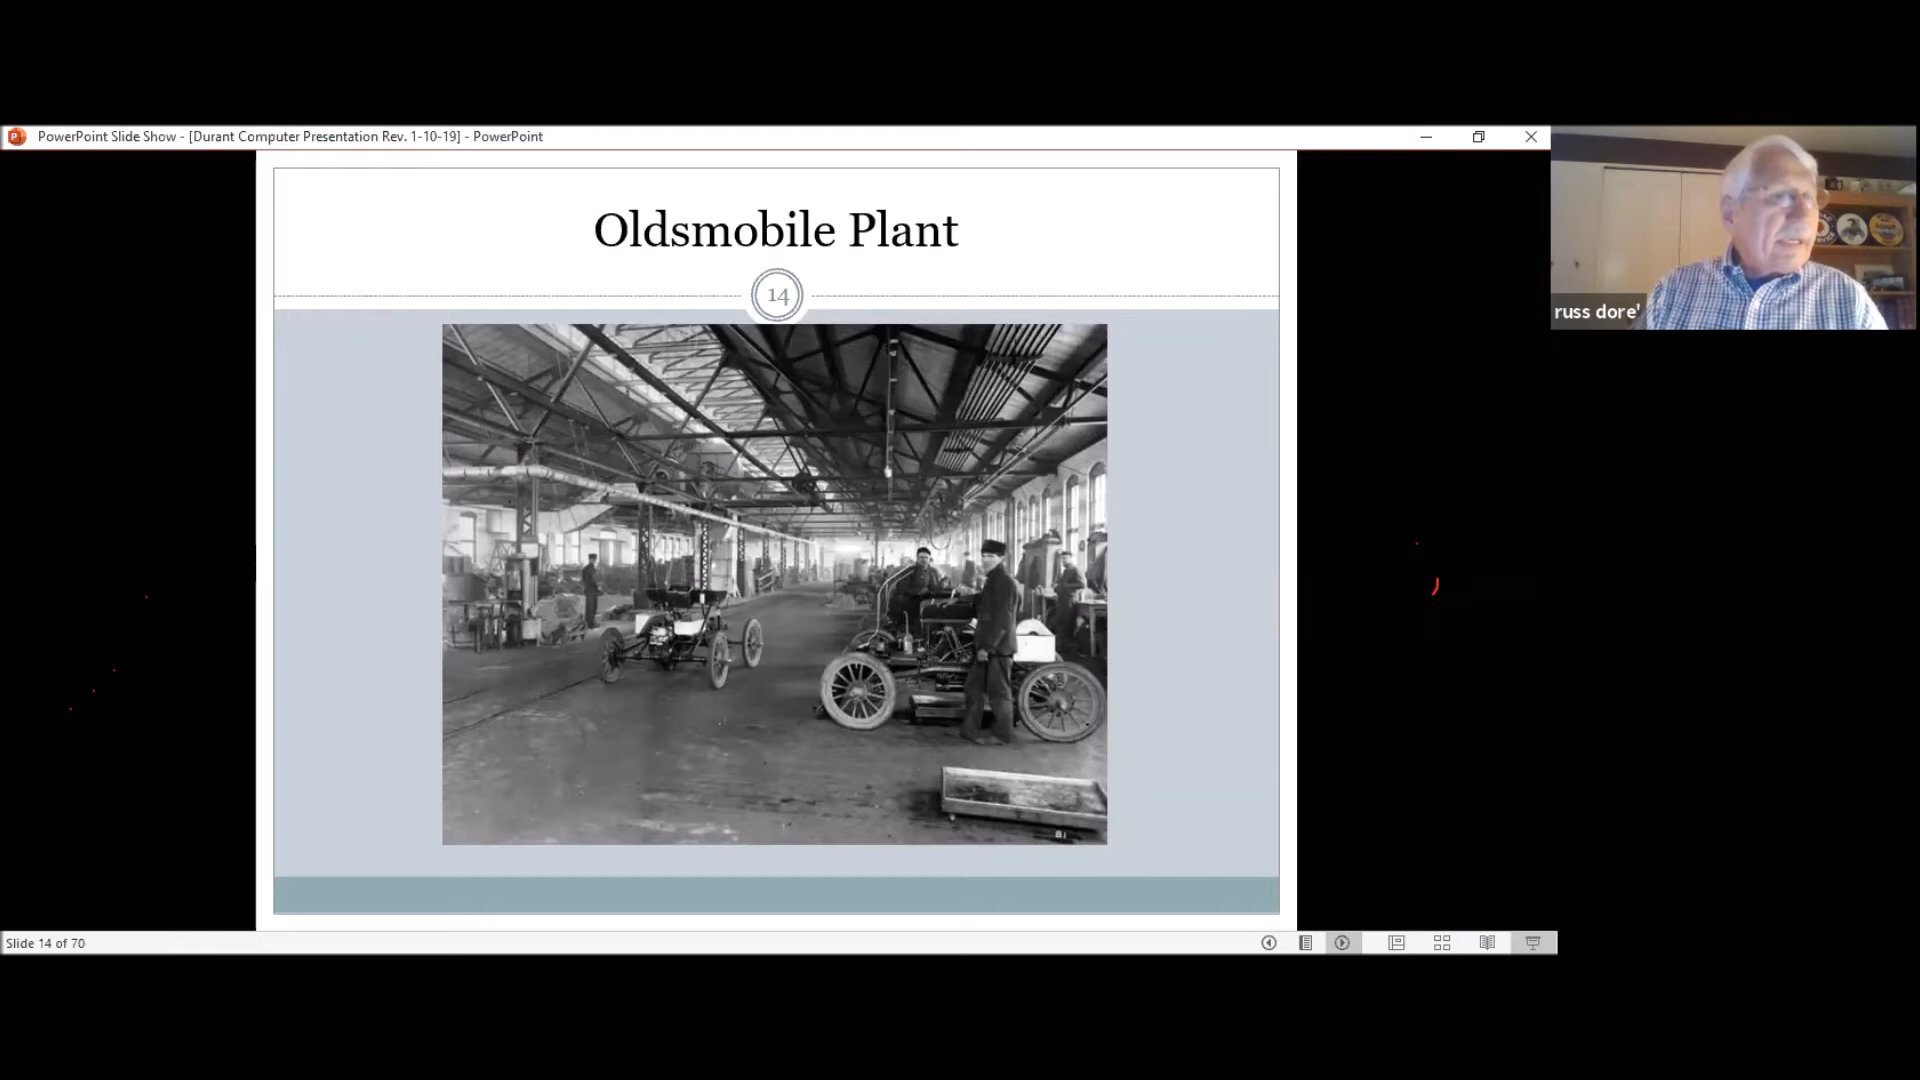 PowerPoint Slide Show - [Durant Computer Presentation Rev. 1-10-19] - PowerPoint
Oldsmobile Plant
14
81
russ dore'
Slide 14 of 70